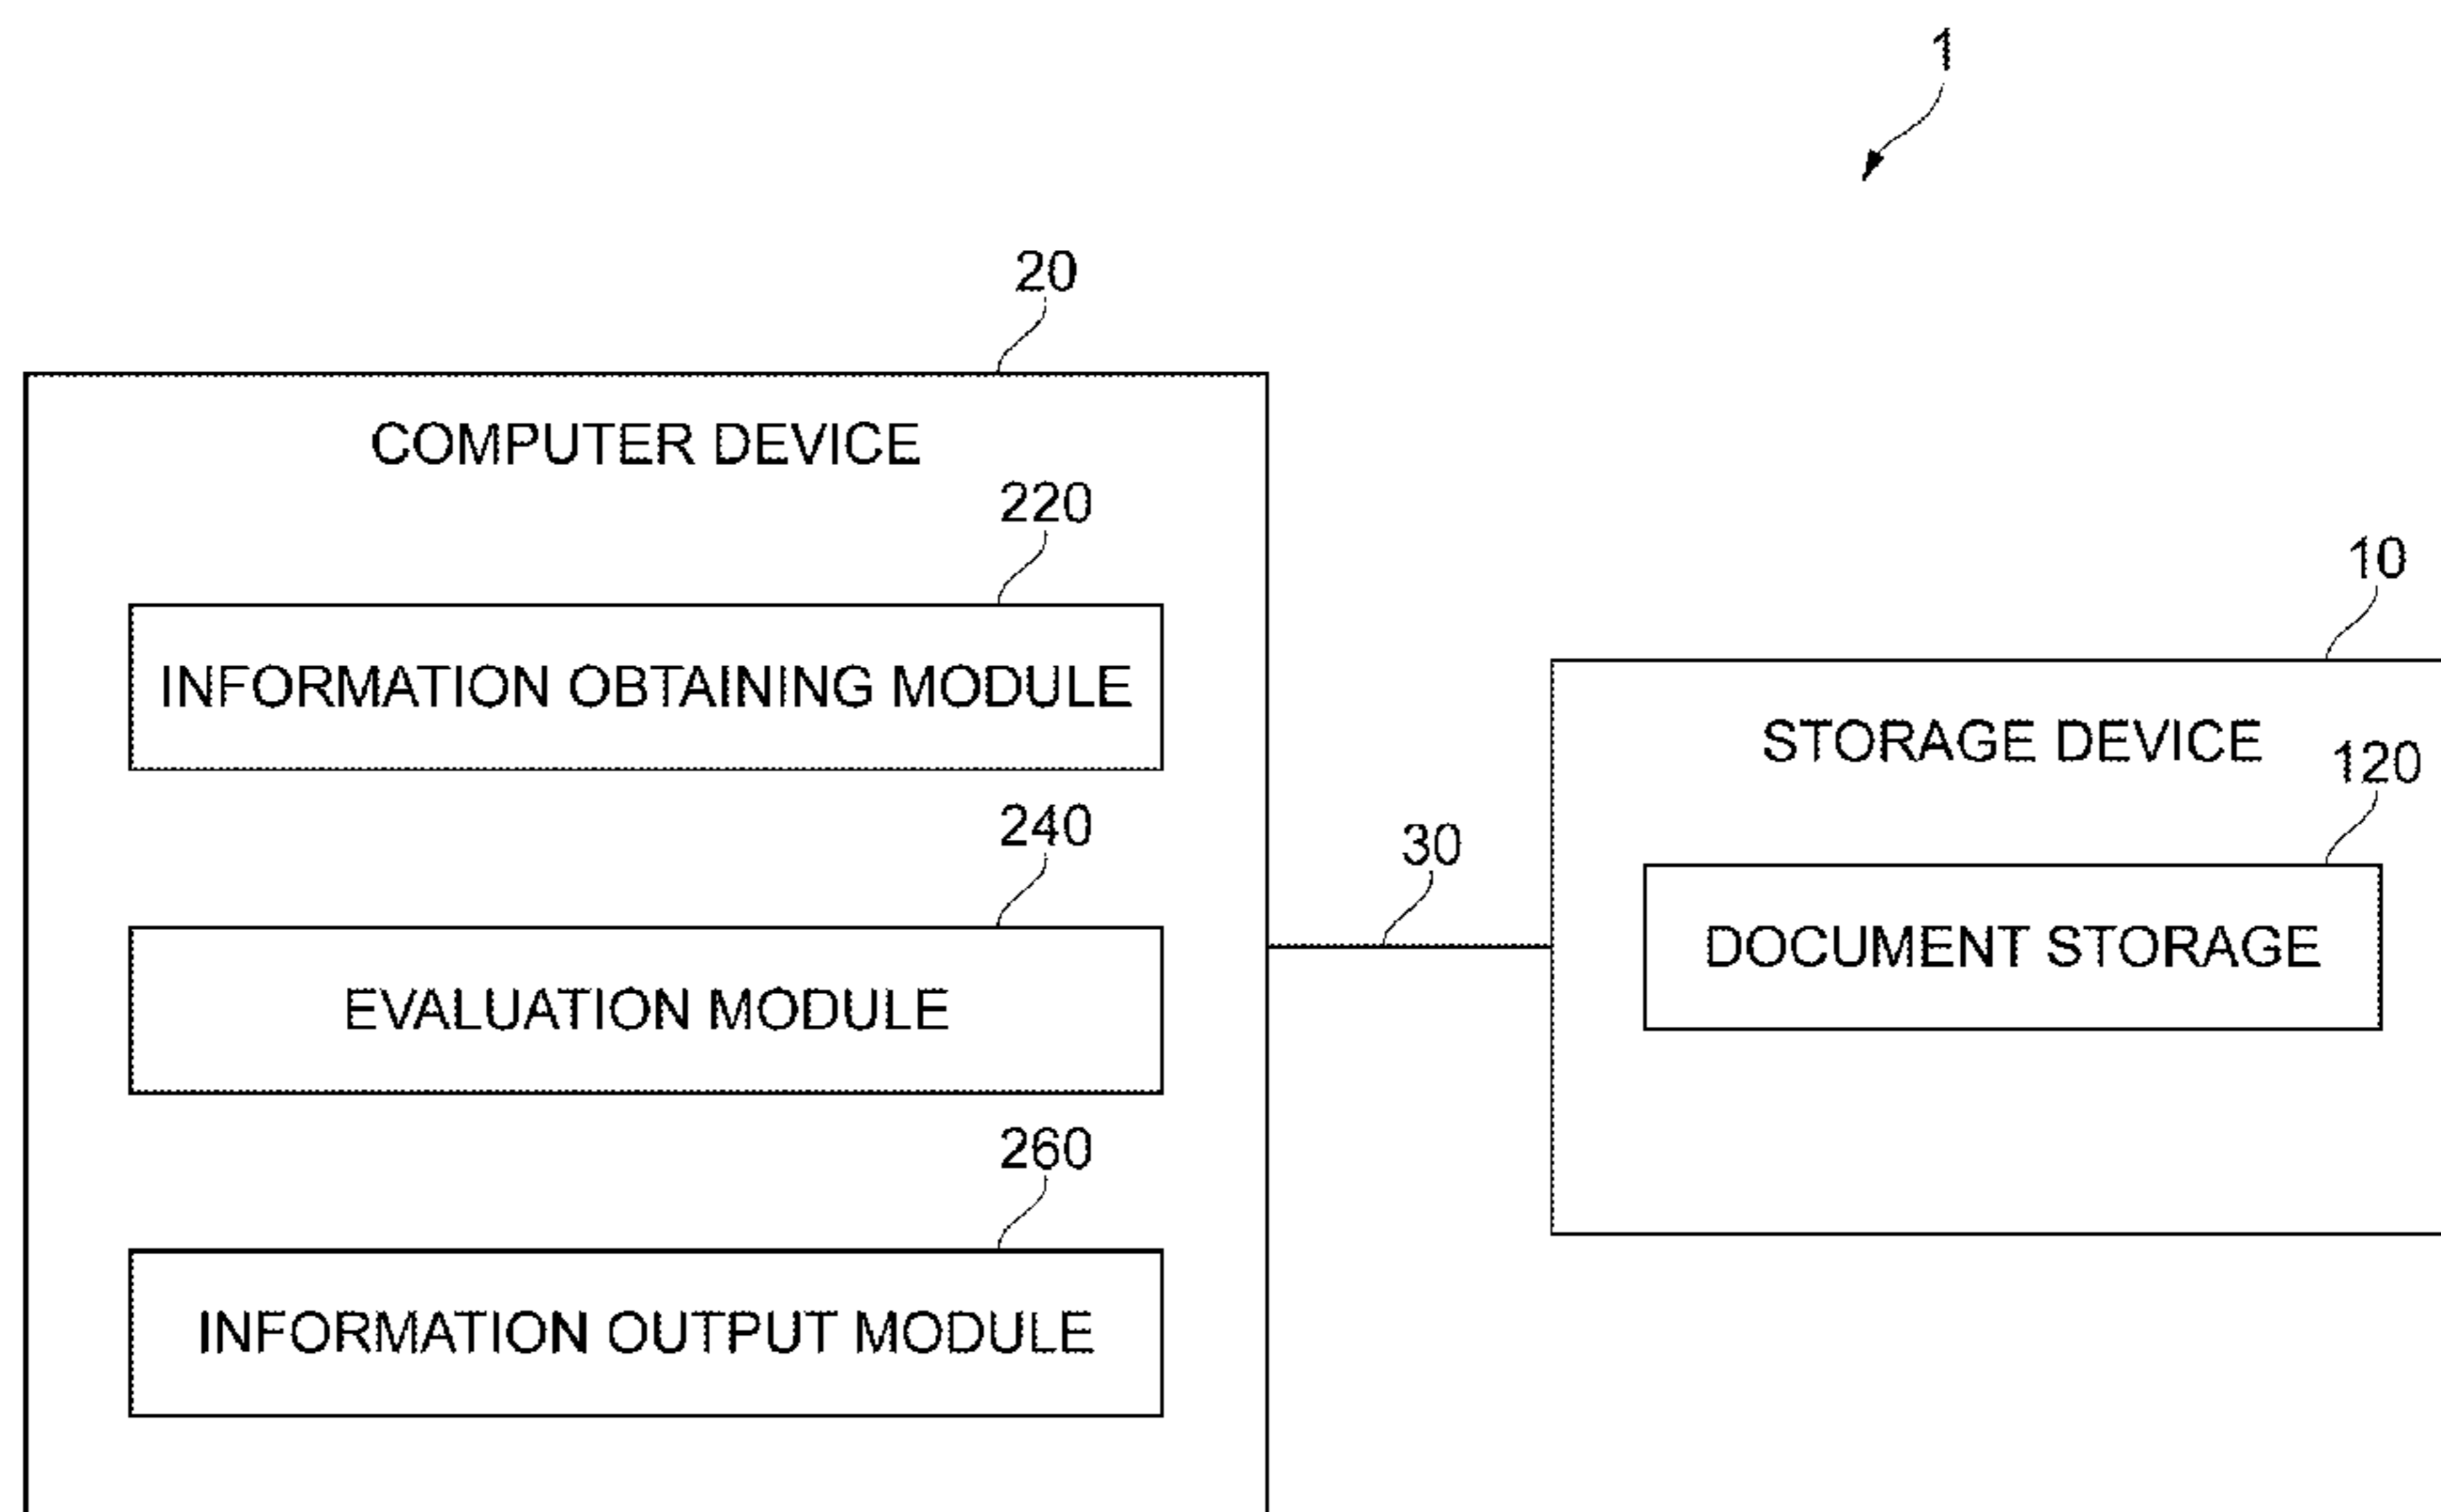 1
20
COMPUTER DEVICE
220
INFORMATION OBTAINING MODULE
240
EVALUATION MODULE
260
INFORMATION OUTPUT MODULE
30
10
STORAGE DEVICE
120
DOCUMENT STORAGE